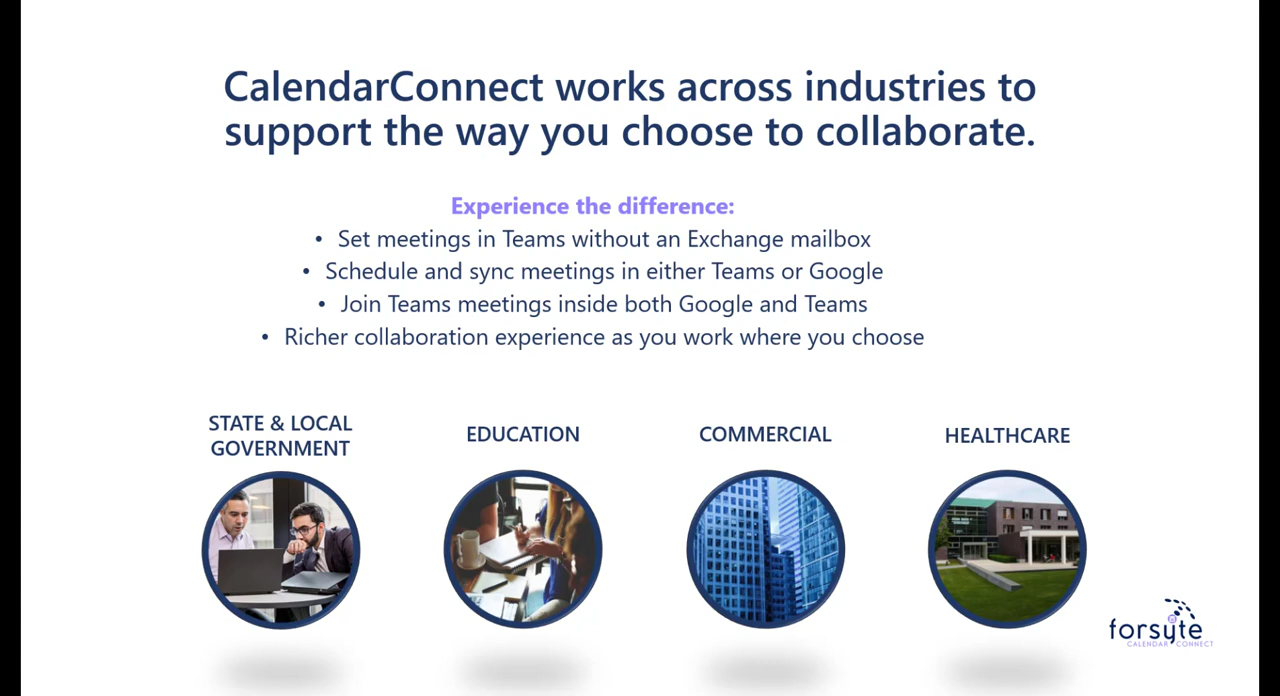 CalendarConnect works across industries to
support the way you choose to collaborate.
Experience the difference:
• Set meetings in Teams without an Exchange mailbox
• Schedule and sync meetings in either Teams or Google
• Join Teams meetings inside both Google and Teams
• Richer collaboration experience as you work where you choose
STATE & LOCAL
GOVERNMENT
EDUCATION
COMMERCIAL
HEALTHCARE
forsyte
CALENDAR CONNECT